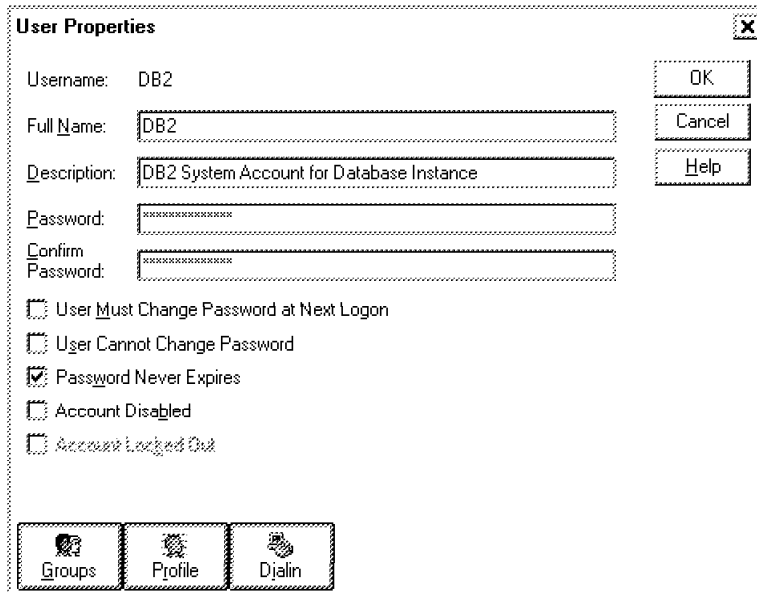 User Properties
Username: DB2
OK
Full Name: DB2
Cancel
Description: DB2 System Account for Database Instance
Help
Password: **************
Confirm
Password: **************
User Must Change Password at Next Logon
User Cannot Change Password
Password Never Expires
Account Disabled
Account Locked Out
Groups Profile Dialin